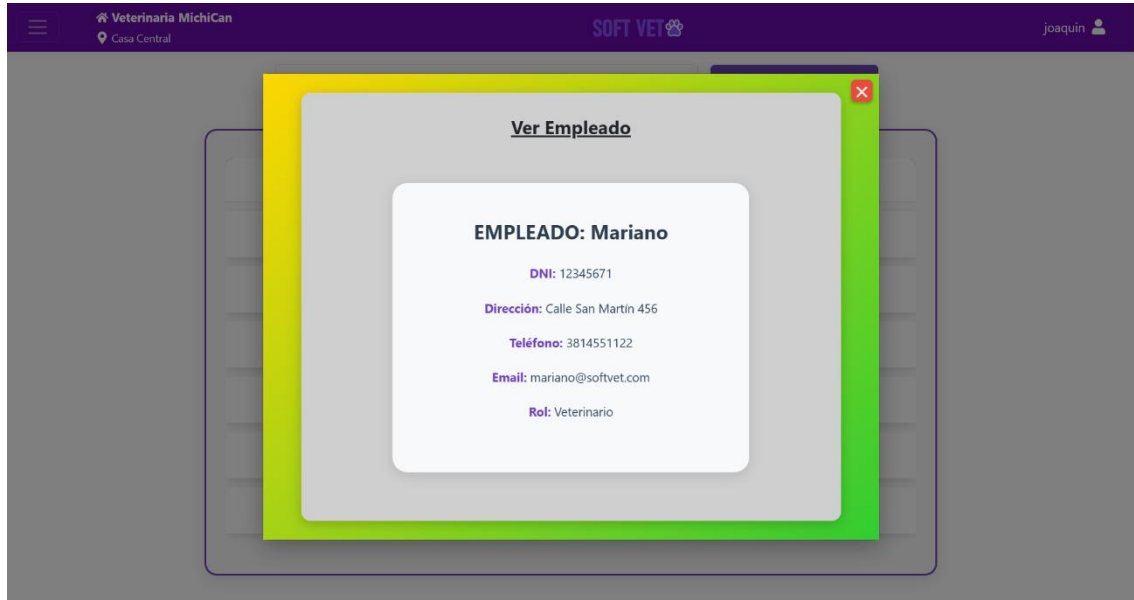 Veterinaria MichiCan
Casa Central
SOFT VET
joaquin
Ver Empleado
EMPLEADO: Mariano
DNI: 12345671
Dirección: Calle San Martín 456
Teléfono: 3814551122
Email: mariano@softvet.com
Rol: Veterinario